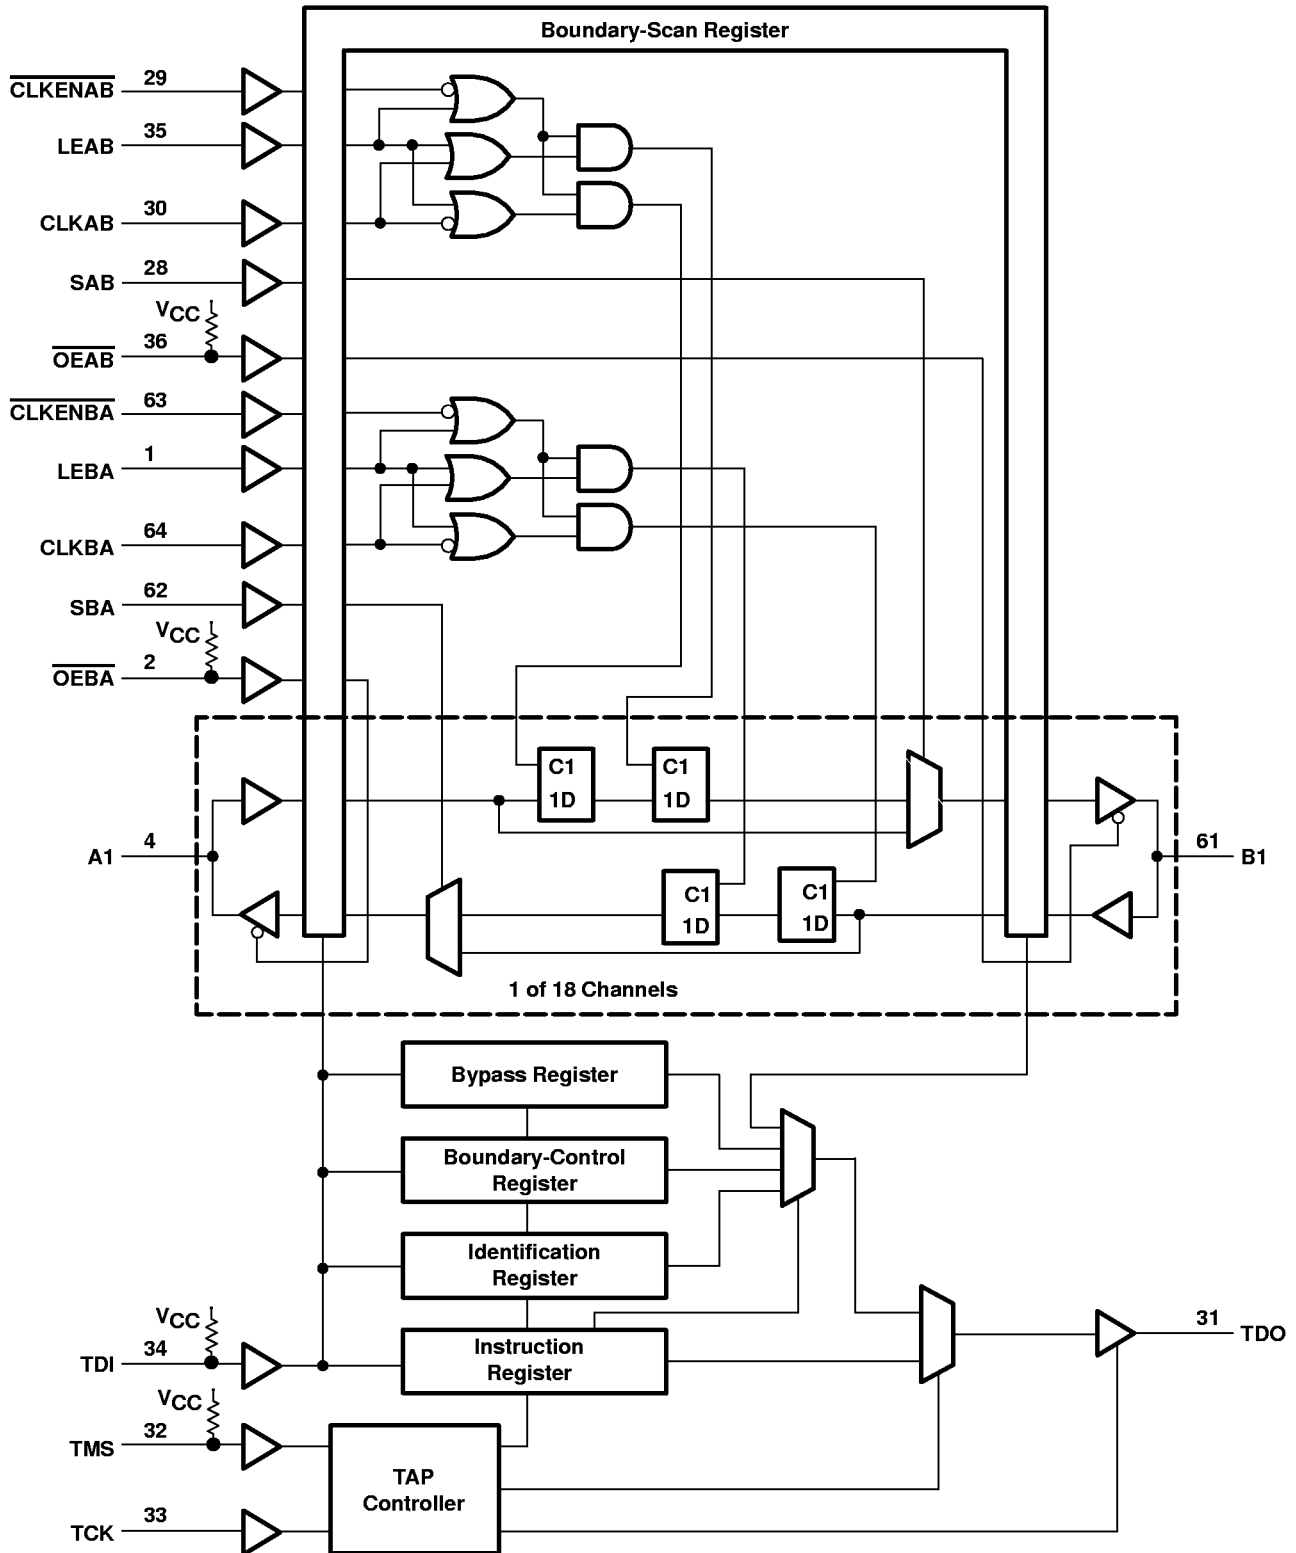 Boundary-Scan Register
CLKENAB 29
LEAB 35
CLKAB 30
SAB 28
VCC
OEAB 36
CLKENBA 63
LEBA 1
CLKBA 64
SBA 62
VCC
OEBA 2
C1 C1
1D 1D
A1 4
61 B1
C1 C1
1D 1D
1 of 18 Channels
Bypass Register
Boundary-Control
Register
Identification
Register
VCC
TDI 34
Instruction
Register
31 TDO
VCC
TMS 32
TAP
Controller
TCK 33